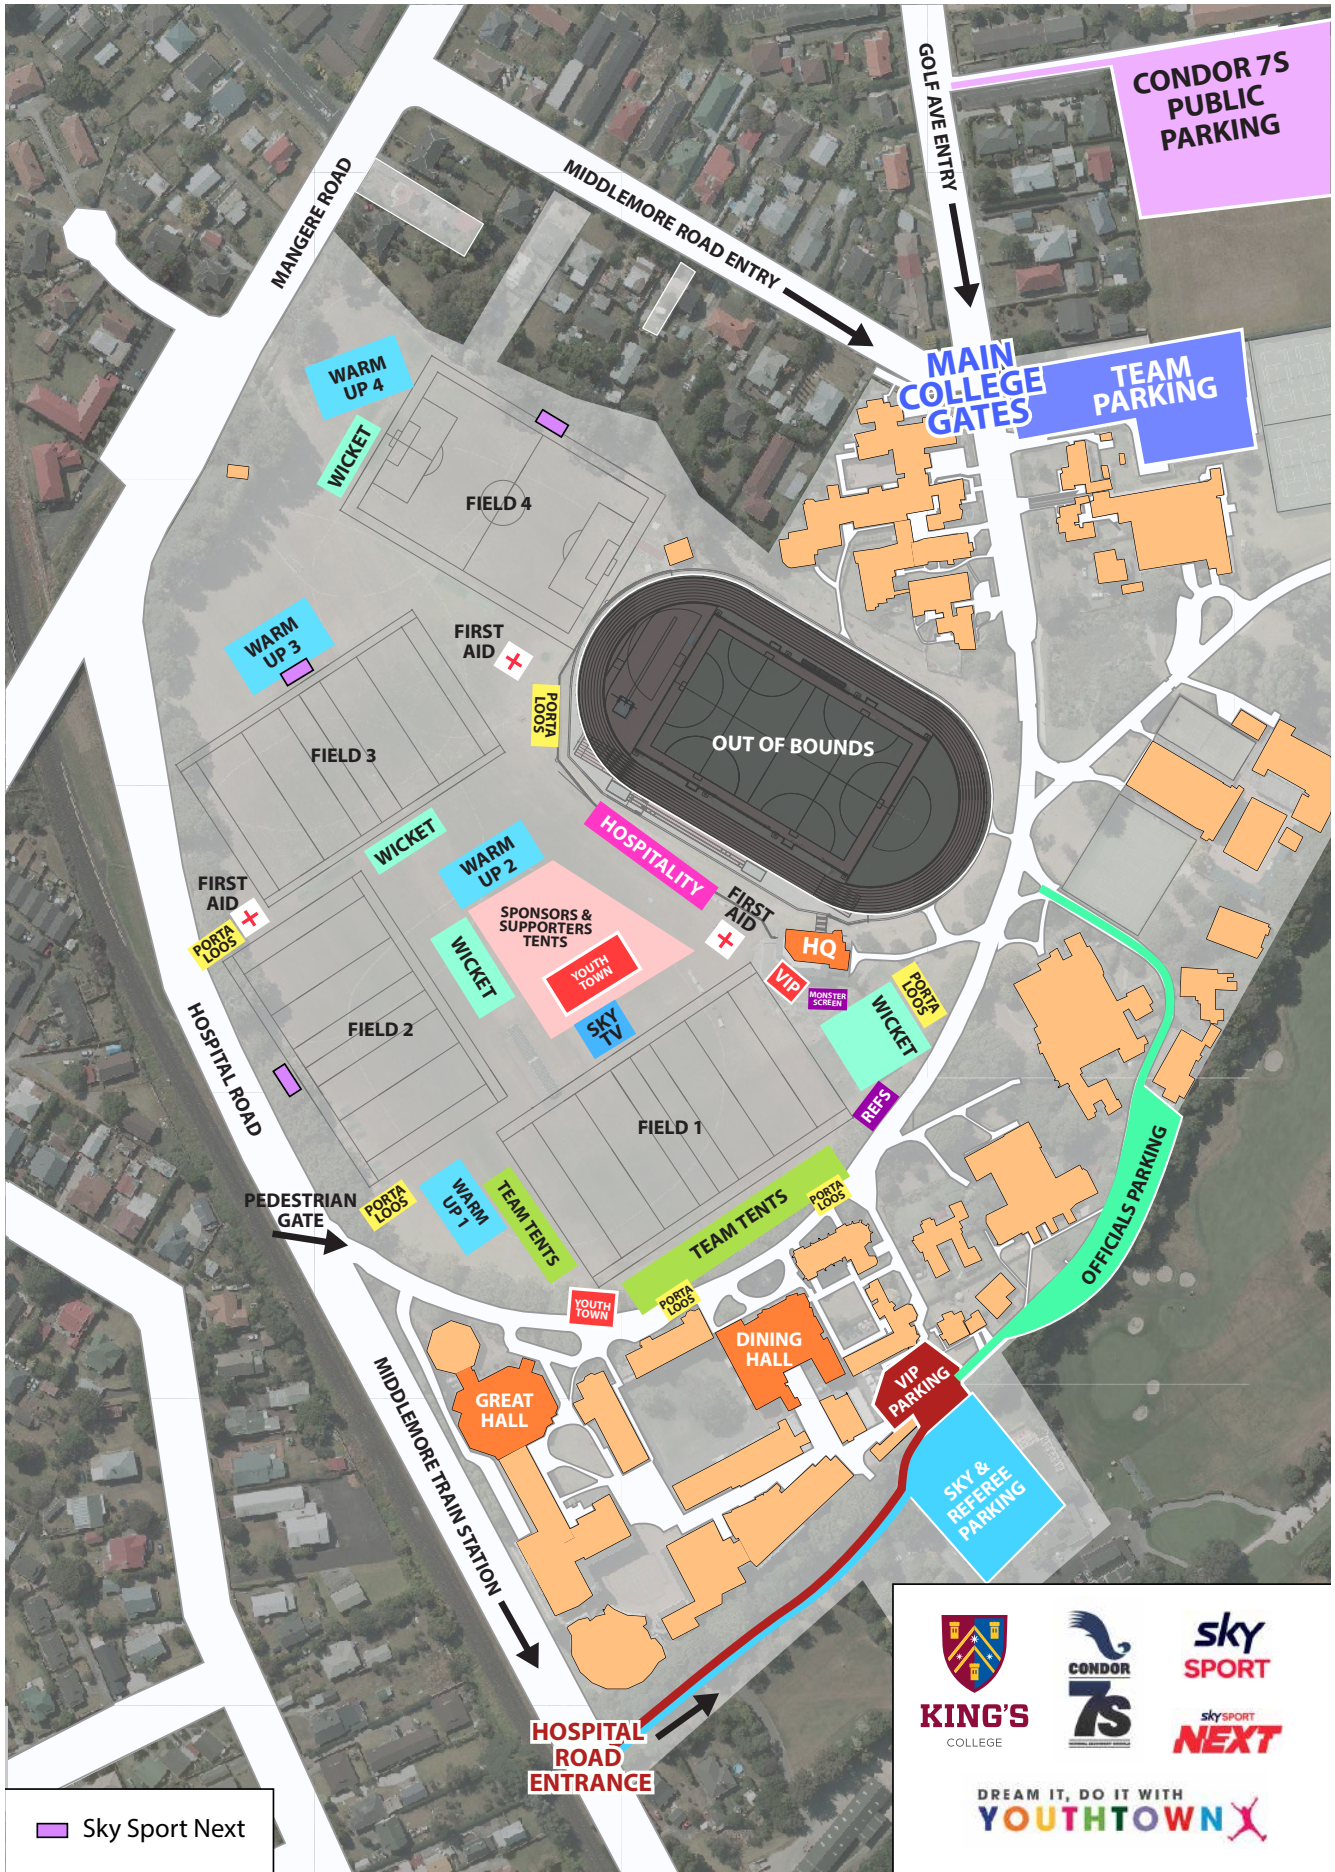 CONDOR 7S
PUBLIC
PARKING
GOLF AVE ENTRY
MIDDLEMORE ROAD ENTRY
MANGERE ROAD
MAIN
COLLEGE
GATES
TEAM
PARKING
WARM
UP 4
WICKET
FIELD 4
WARM
UP 3
FIRST
AID
PORTA
LOOS
FIELD 3
OUT OF BOUNDS
WICKET
WARM
UP 2
HOSPITALITY
FIRST
AID
PORTA
LOOS
SPONSORS &
SUPPORTERS
TENTS
YOUTH
TOWN
FIRST
AID
HQ
VIP
MONSTER
SCREEN
PORTA
LOOS
WICKET
WICKET
SKY
TV
FIELD 2
HOSPITAL ROAD
REFS
FIELD 1
PEDESTRIAN
GATE
PORTA
LOOS
WARM
UP 1
TEAM TENTS
TEAM TENTS
PORTA
LOOS
OFFICIALS PARKING
YOUTH
TOWN
PORTA
LOOS
DINING
HALL
GREAT
HALL
VIP
PARKING
MIDDLEMORE TRAIN STATION
SKY &
REFEREE
PARKING
HOSPITAL
ROAD
ENTRANCE
Sky Sport Next
KING'S
COLLEGE
CONDOR
7S
sky
SPORT
sky SPORT
NEXT
DREAM IT, DO IT WITH
YOUTHTOWN